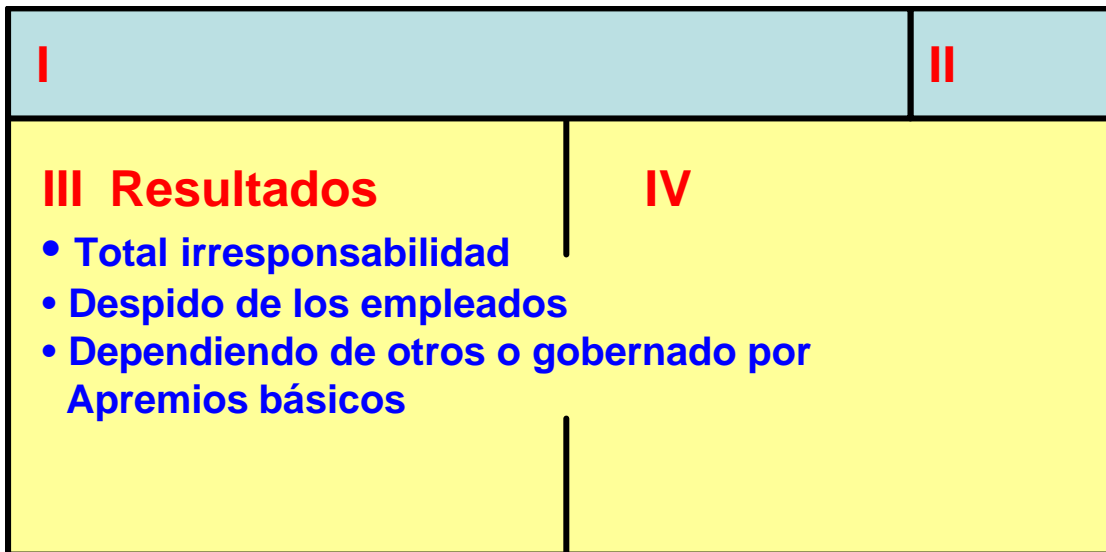 I
II
III Resultados
IV
• Total irresponsabilidad
• Despido de los empleados
• Dependiendo de otros o gobernado por
Apremios básicos